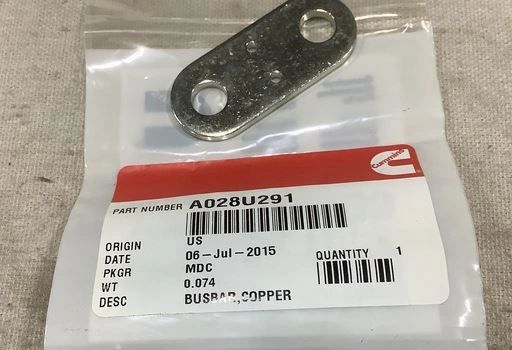 Cummins
PART NUMBER A028U291
ORIGIN US
DATE 06-Jul-2015 QUANTITY 1
PKGR MDC
WT 0.074
DESC BUSBAR,COPPER